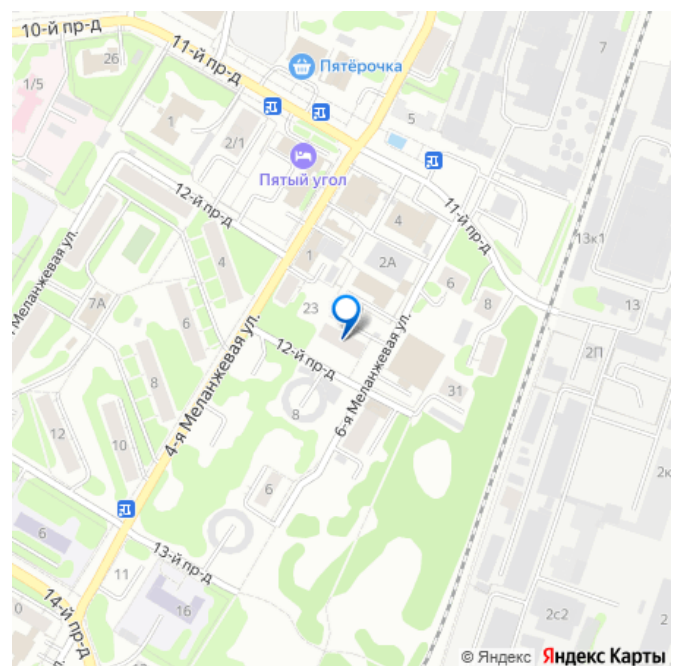 10-й пр-д
11-й пр-д
26
7
Пятёрочка
1/5
1
5
2/1
Пятый угол
12-й пр-д
4
11-й пр-д
1
2А
13к1
4
6
Меланжевая ул.
7А
23
8
13
6
12-й пр-д
6-я Меланжевая ул.
2П
4-я Меланжевая ул.
8
31
8
12
10
2к
6
6
13-й пр-д
11
14-й пр-д
16
2с2
2
© Яндекс Яндекс Карты